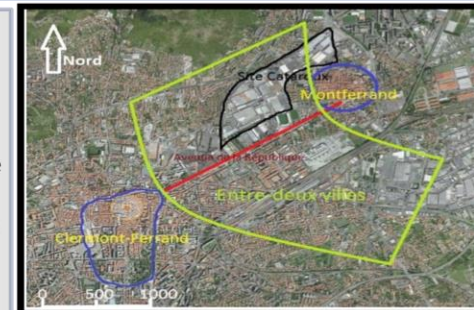 Nord
Site Cataroux
Montferrand
Avenue de la République
Entre-deux-villes
Clermont-Ferrand
0 500 1000
e